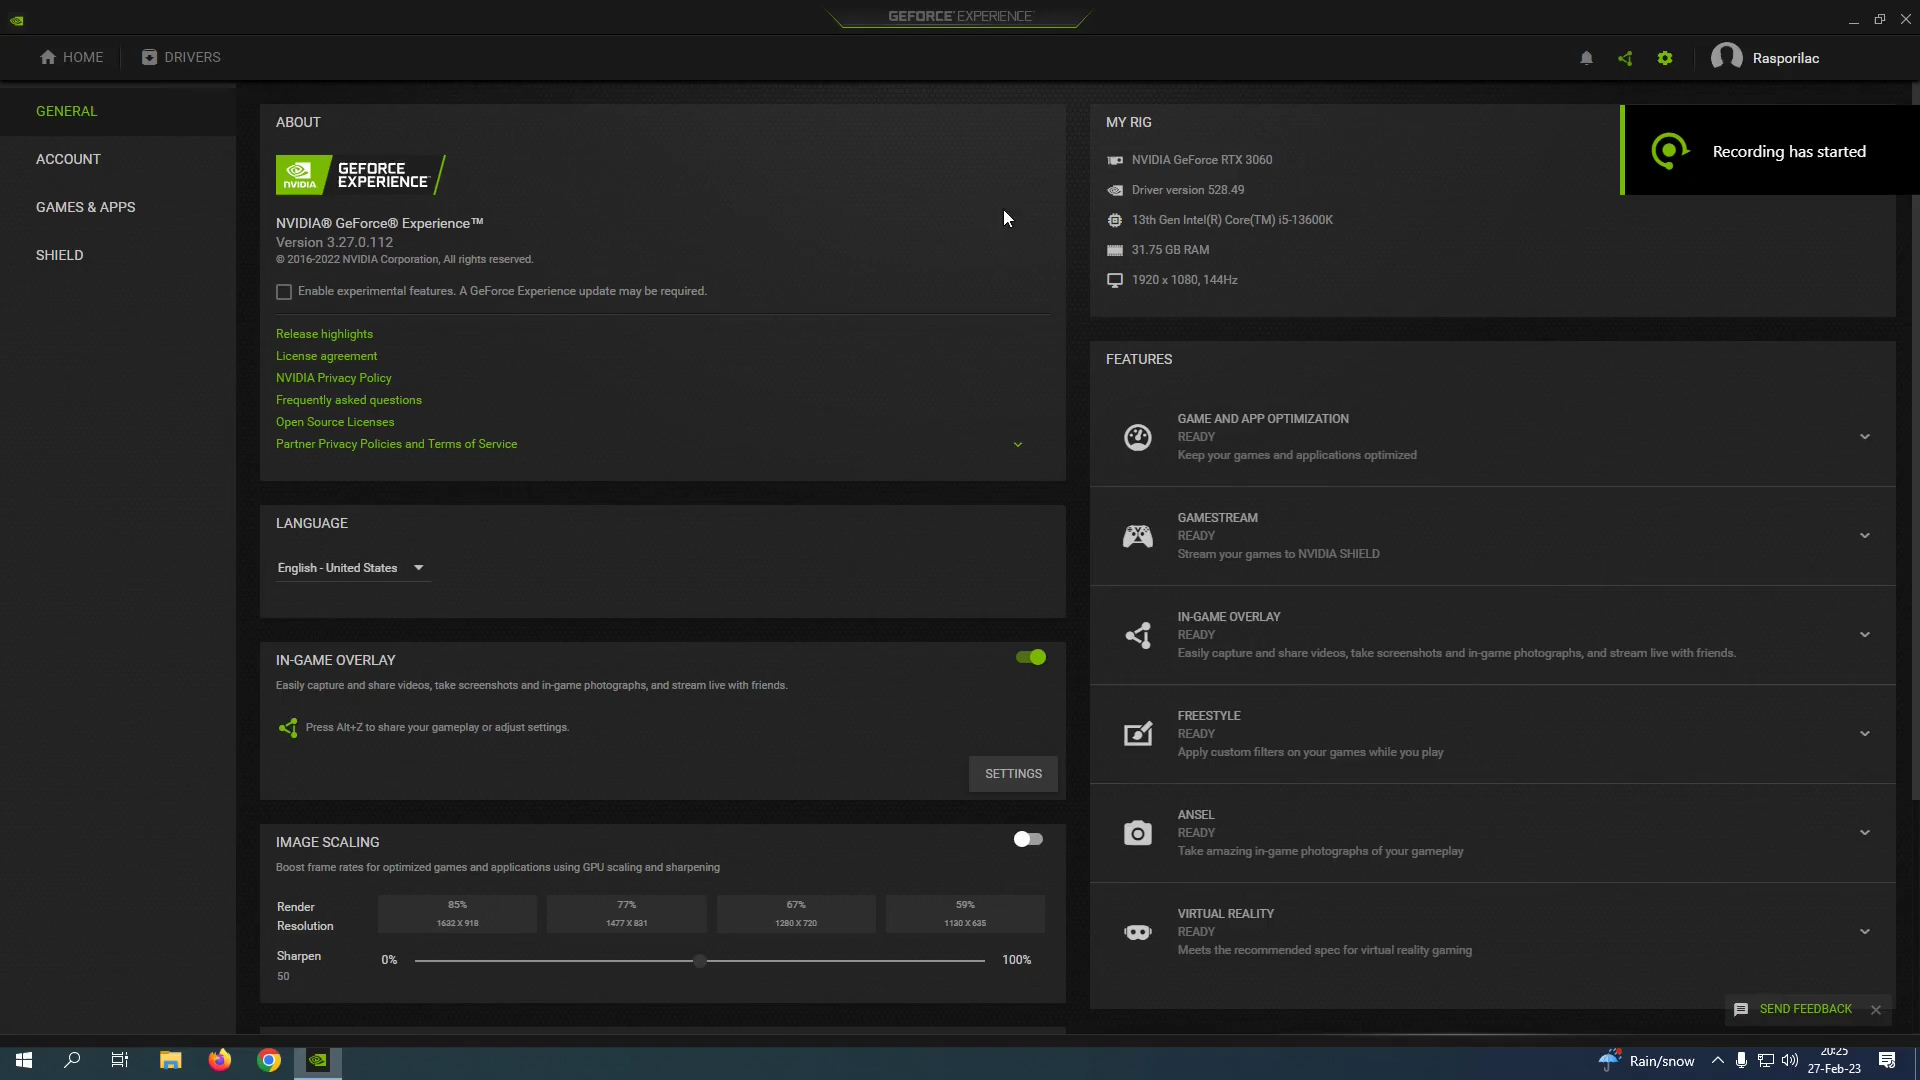 GEFORCE EXPERIENCE
HOME
DRIVERS
Rasporilac
GENERAL
ACCOUNT
GAMES & APPS
SHIELD
ABOUT
NVIDIA
GEFORCE
EXPERIENCE
NVIDIA® GeForce® Experience™
Version 3.27.0.112
© 2016-2022 NVIDIA Corporation, All rights reserved.
Enable experimental features. A GeForce Experience update may be required.
Release highlights
License agreement
NVIDIA Privacy Policy
Frequently asked questions
Open Source Licenses
Partner Privacy Policies and Terms of Service
LANGUAGE
English - United States
IN-GAME OVERLAY
Easily capture and share videos, take screenshots and in-game photographs, and stream live with friends.
Press Alt+Z to share your gameplay or adjust settings.
SETTINGS
IMAGE SCALING
Boost frame rates for optimized games and applications using GPU scaling and sharpening
Render
Resolution
85%
1632 X 918
77%
1477 X 831
67%
1280 X 720
59%
1130 X 635
Sharpen
50
0%
100%
MY RIG
NVIDIA GeForce RTX 3060
Driver version 528.49
13th Gen Intel(R) Core(TM) i5-13600K
31.75 GB RAM
1920 x 1080, 144Hz
Recording has started
FEATURES
GAME AND APP OPTIMIZATION
READY
Keep your games and applications optimized
GAMESTREAM
READY
Stream your games to NVIDIA SHIELD
IN-GAME OVERLAY
READY
Easily capture and share videos, take screenshots and in-game photographs, and stream live with friends.
FREESTYLE
READY
Apply custom filters on your games while you play
ANSEL
READY
Take amazing in-game photographs of your gameplay
VIRTUAL REALITY
READY
Meets the recommended spec for virtual reality gaming
SEND FEEDBACK
Rain/snow
20:25
27-Feb-23